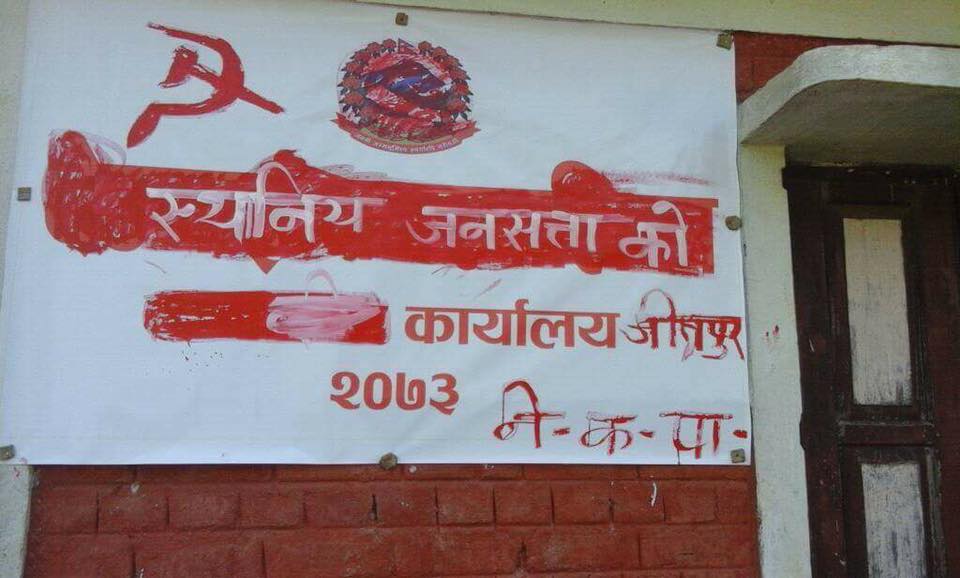 स्थानिय जनसत्ता को
कार्यालय जीतपुर
२०७३
ने-क-पा-